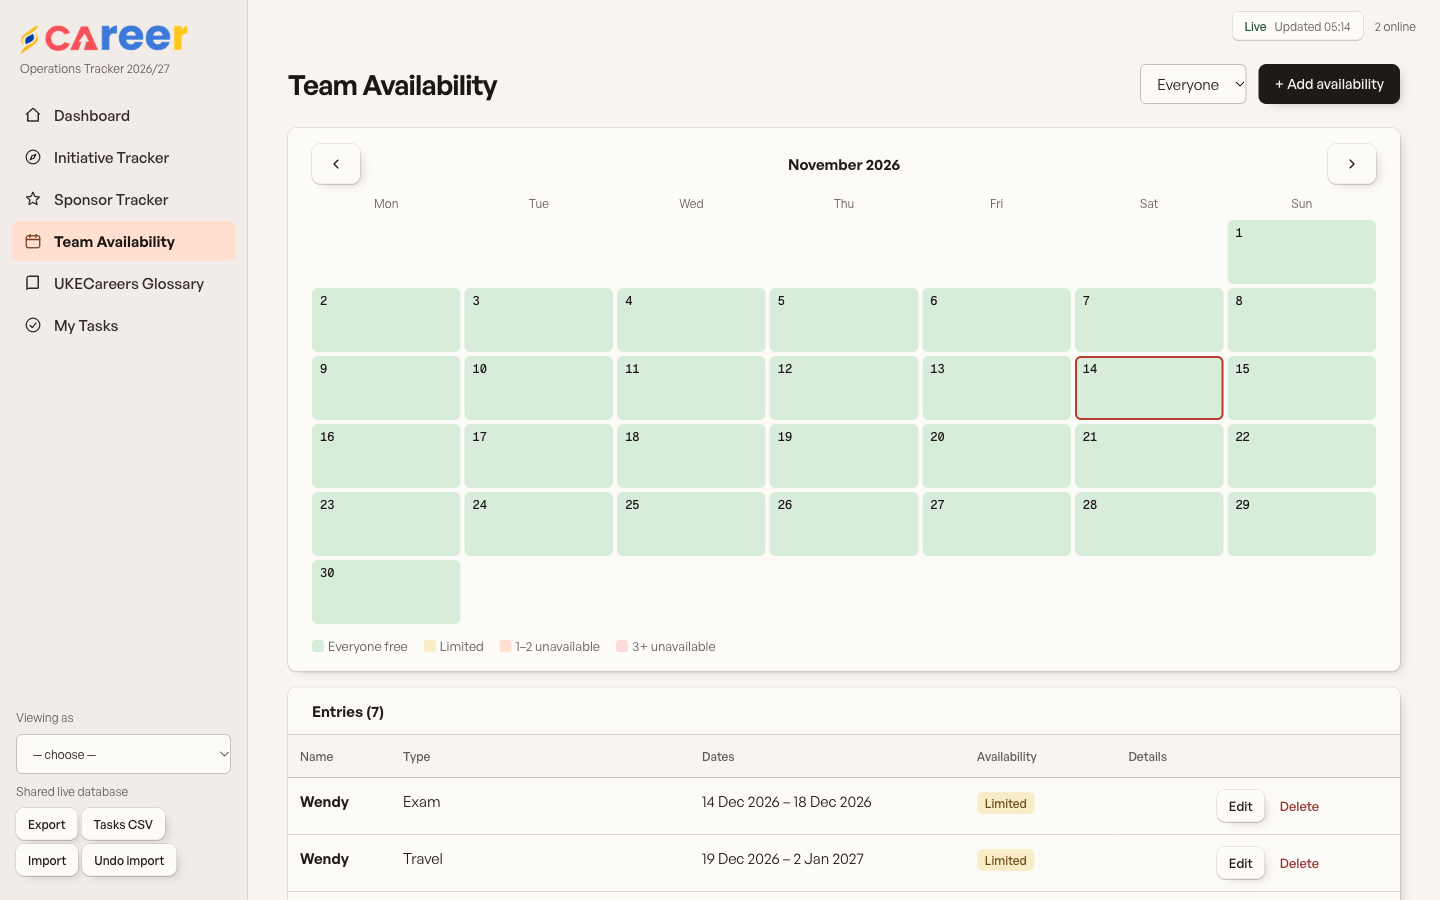 career
Operations Tracker 2026/27
Dashboard
Initiative Tracker
Sponsor Tracker
Team Availability
UKECareers Glossary
My Tasks
Viewing as
— choose —
Shared live database
Export
Tasks CSV
Import
Undo import
Live Updated 05:14
2 online
Team Availability
Everyone
+ Add availability
November 2026
Mon Tue Wed Thu Fri Sat Sun
1
2 3 4 5 6 7 8
9 10 11 12 13 14 15
16 17 18 19 20 21 22
23 24 25 26 27 28 29
30
Everyone free Limited 1–2 unavailable 3+ unavailable
Entries (7)
Name Type Dates Availability Details
Wendy Exam 14 Dec 2026 – 18 Dec 2026 Limited Edit Delete
Wendy Travel 19 Dec 2026 – 2 Jan 2027 Limited Edit Delete